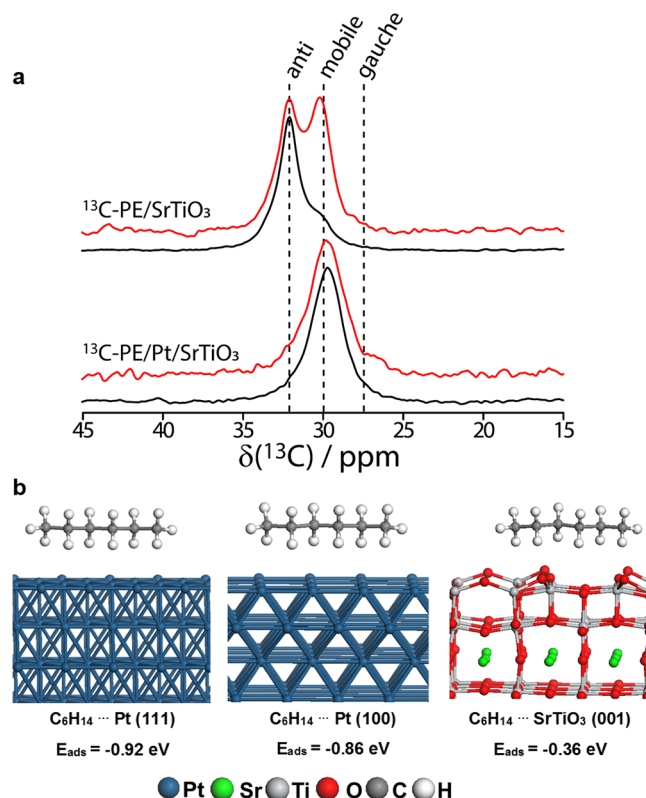 anti
mobile
gauche
a
¹³C-PE/SrTiO₃
¹³C-PE/Pt/SrTiO₃
45 40 35 30 25 20 15
δ(¹³C) / ppm
b
C₆H₁₄ ··· Pt (111) C₆H₁₄ ··· Pt (100) C₆H₁₄ ··· SrTiO₃ (001)
Eₐdₛ = -0.92 eV Eₐdₛ = -0.86 eV Eₐdₛ = -0.36 eV
Pt Sr Ti O C H